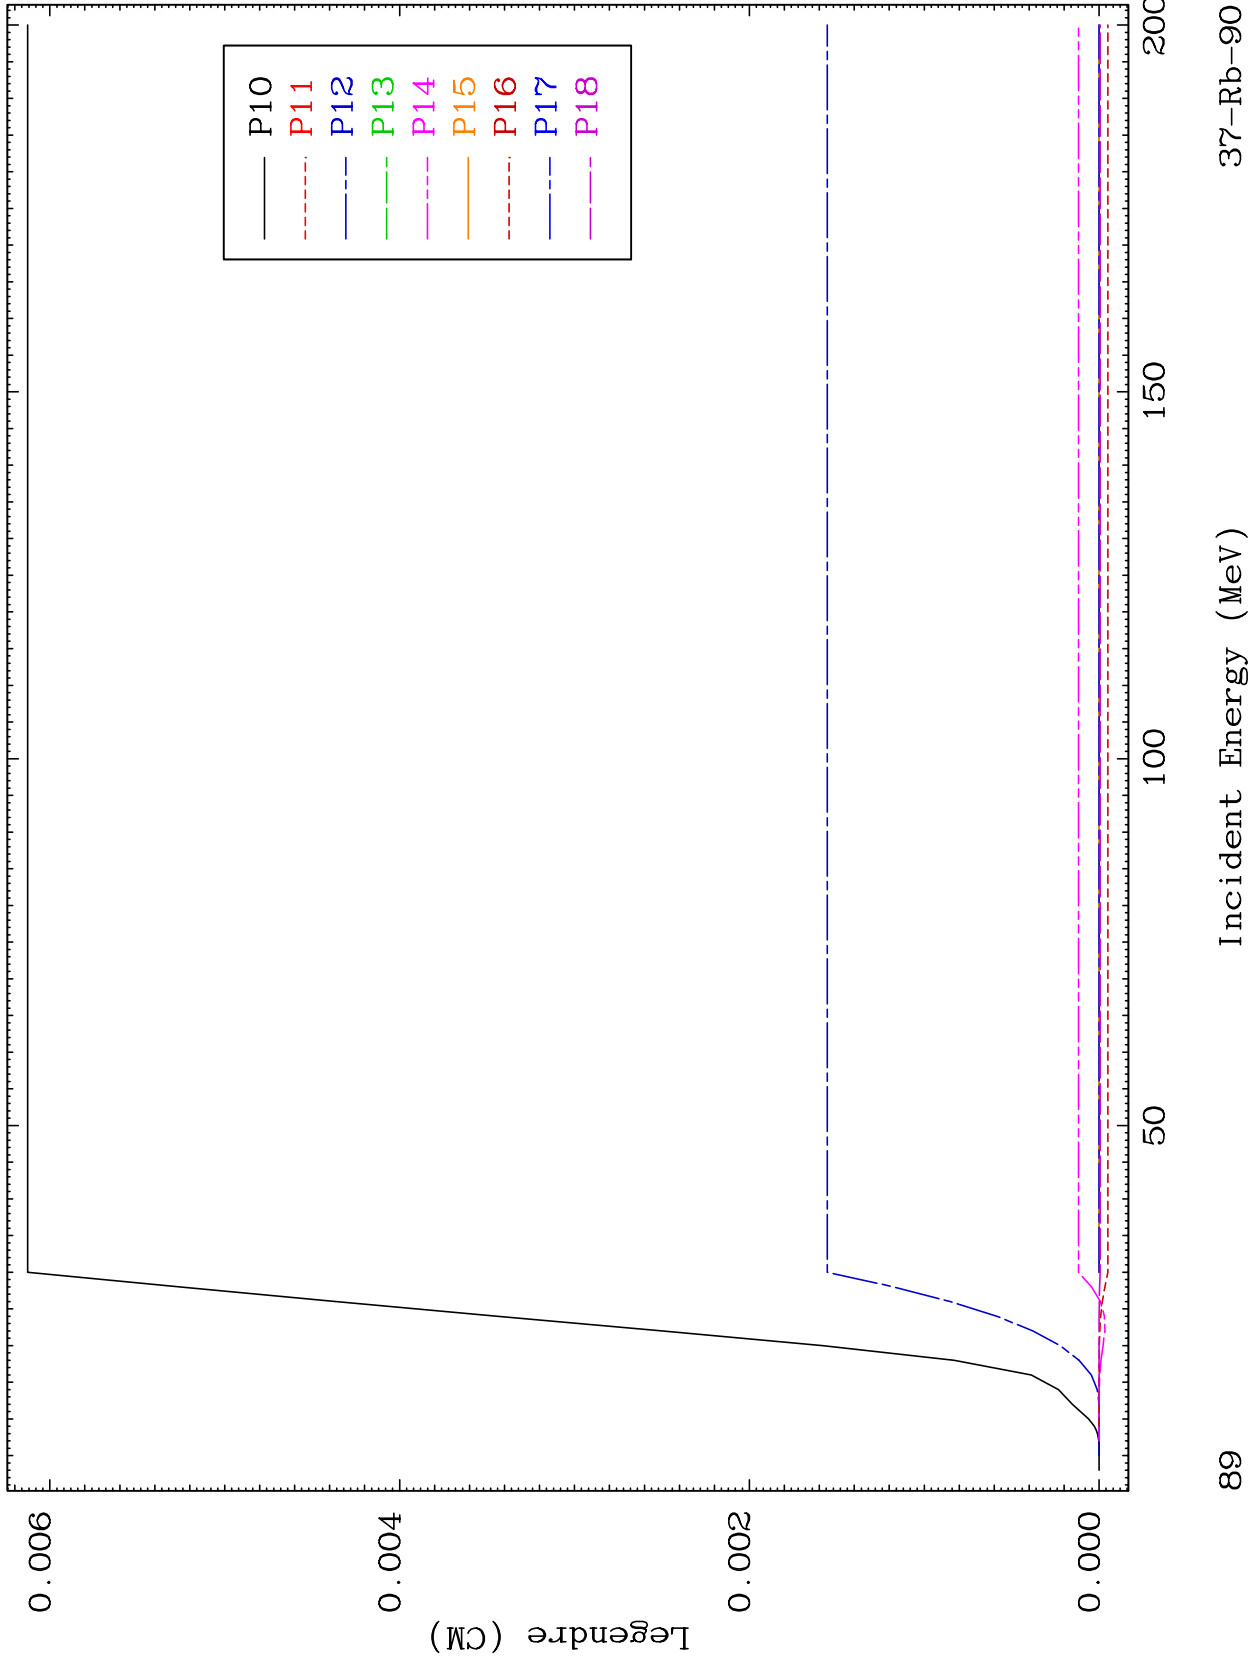 P10
P11
P12
P13
P14
P15
P16
P17
P18
0.006
0.004
0.002
0.000
Legendre (CM)
50
100
150
200
89
Incident Energy (MeV)
37-Rb-90